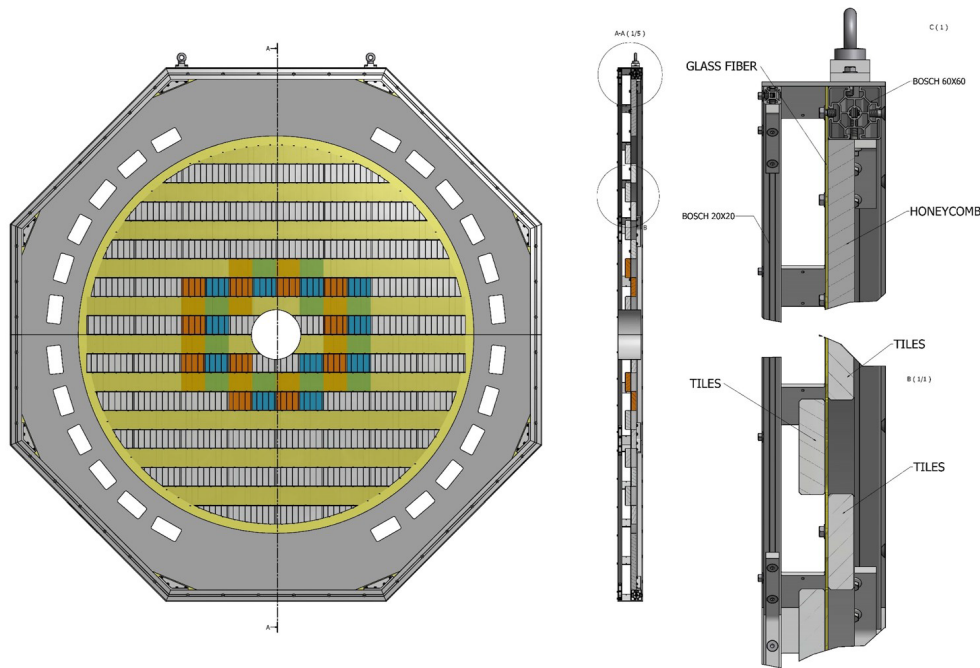 A
A-A ( 1/5 )
C ( 1 )
GLASS FIBER
BOSCH 60X60
BOSCH 20X20
HONEYCOMB
B
TILES
B ( 1/1 )
TILES
TILES
A